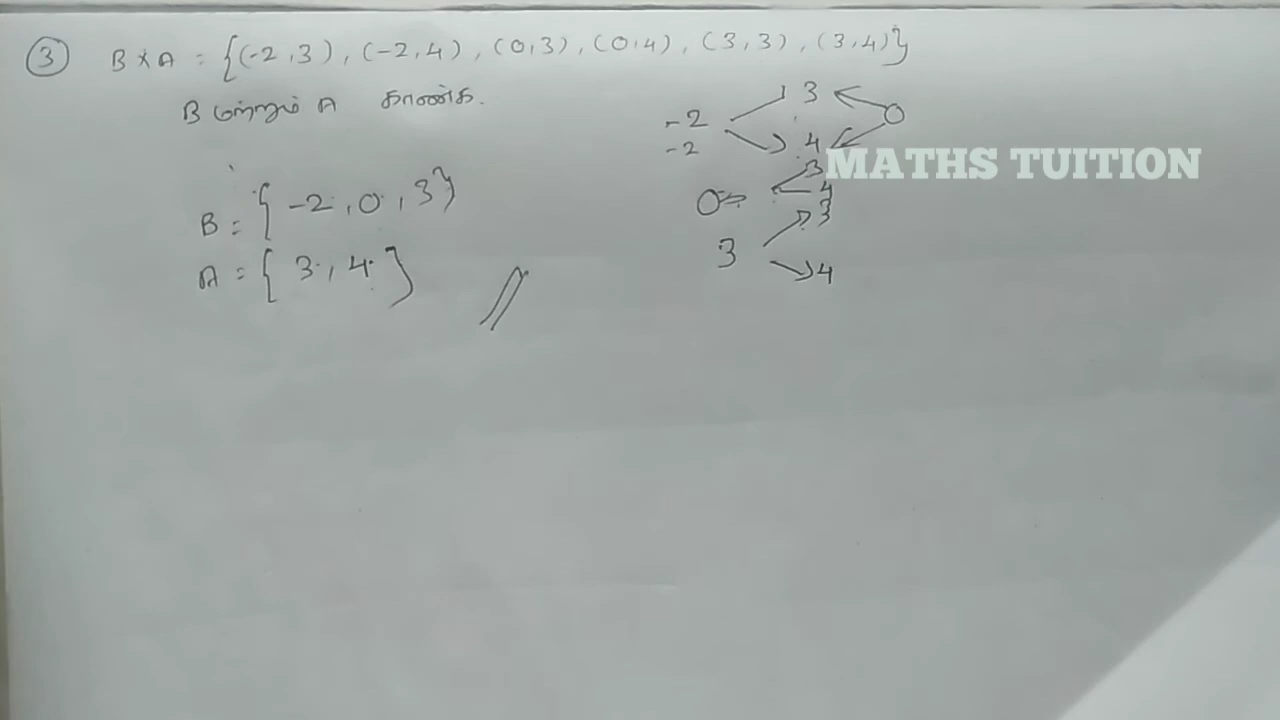 ③ B × A = {(-2,3), (-2,4), (0,3), (0,4), (3,3), (3,4)}
B மற்றும் A காண்க.
-2 3 0
-2 4
MATHS TUITION
B = {-2, 0, 3}
0 3
4
A = {3, 4}
3 3
4